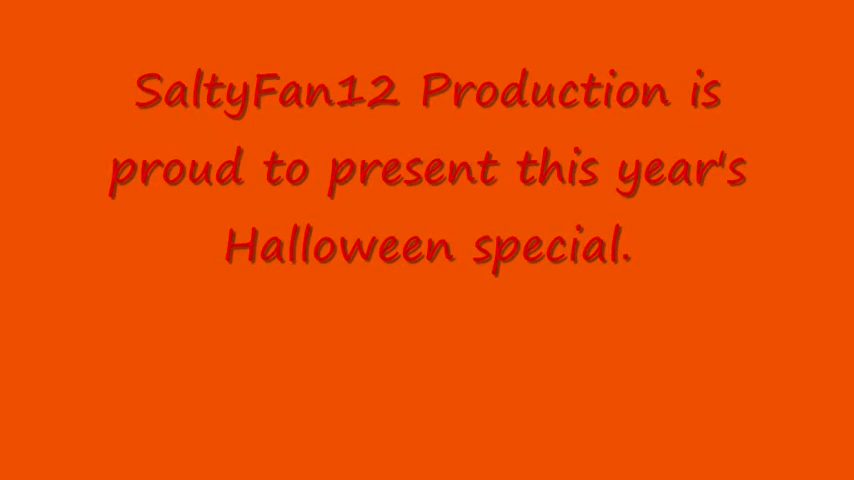 SaltyFan12 Production is
proud to present this year's
Halloween special.